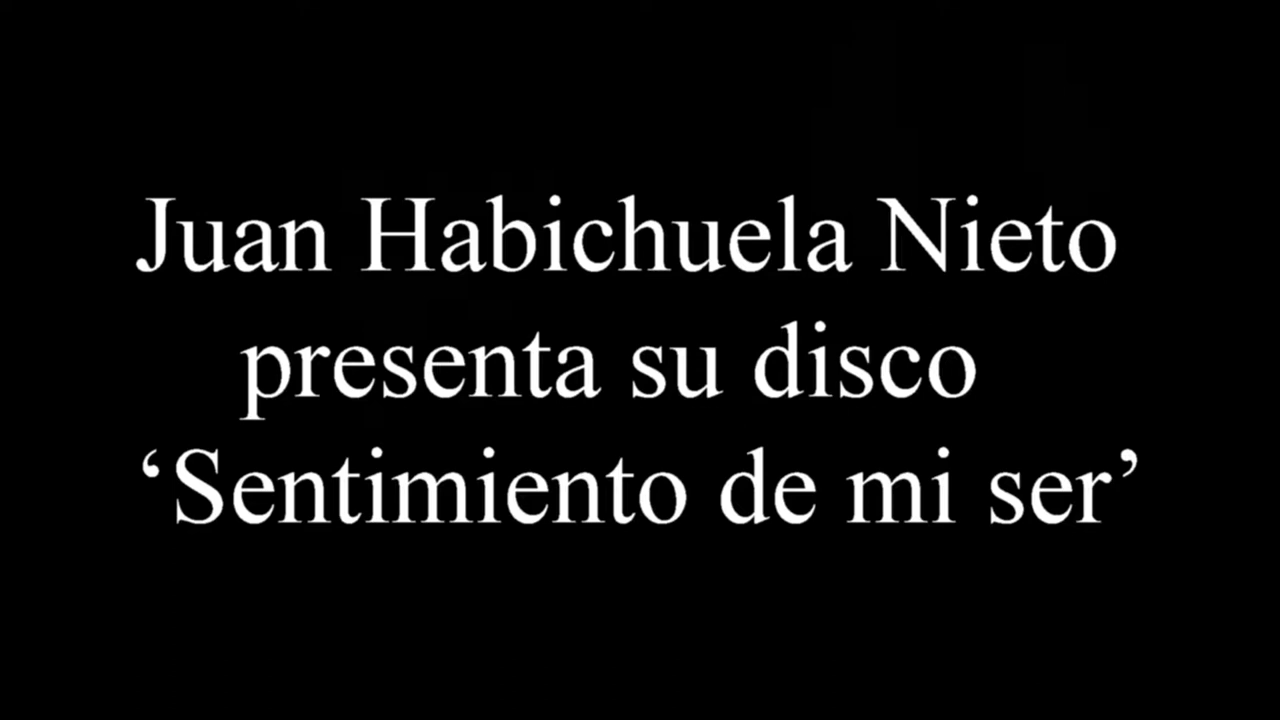 Juan Habichuela Nieto
presenta su disco
‘Sentimiento de mi ser’